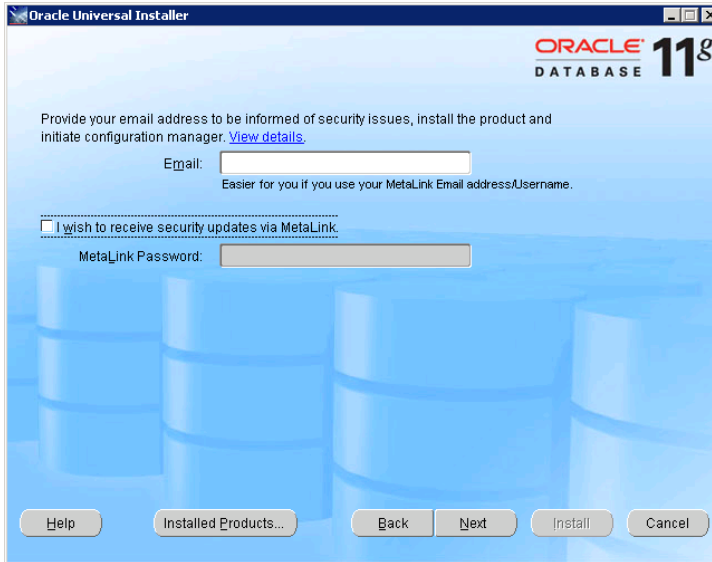 Oracle Universal Installer
ORACLE 11g
DATABASE
Provide your email address to be informed of security issues, install the product and
initiate configuration manager. View details.
Email:
Easier for you if you use your MetaLink Email address/Username.
I wish to receive security updates via MetaLink.
MetaLink Password:
Help Installed Products... Back Next Install Cancel